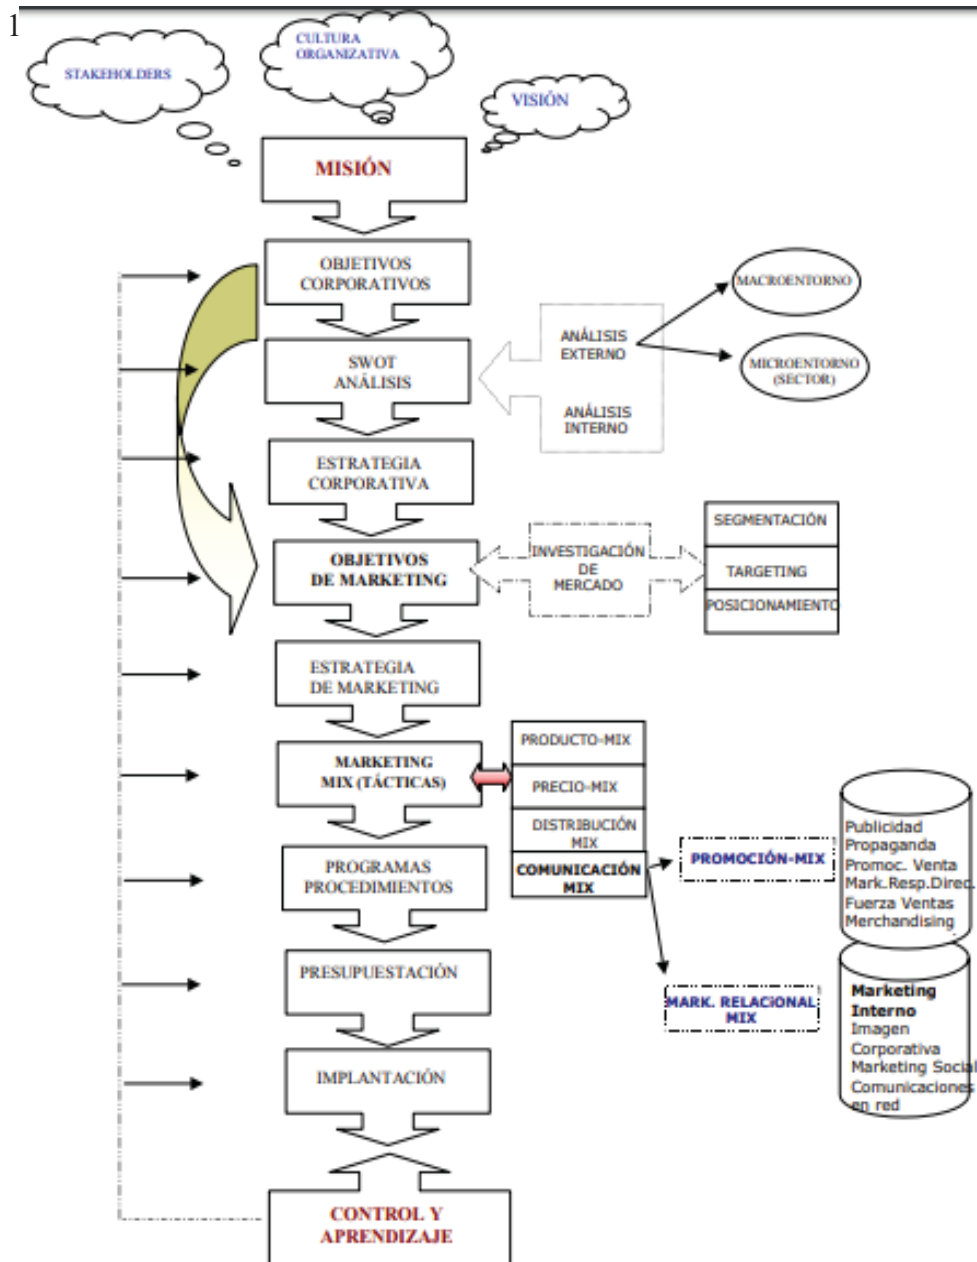 1
CULTURA
ORGANIZATIVA
STAKEHOLDERS
VISIÓN
MISIÓN
OBJETIVOS
CORPORATIVOS
MACROENTORNO
ANÁLISIS
EXTERNO
SWOT
ANÁLISIS
MICROENTORNO
(SECTOR)
ANÁLISIS
INTERNO
ESTRATEGIA
CORPORATIVA
OBJETIVOS
DE MARKETING
INVESTIGACIÓN
DE
MERCADO
SEGMENTACIÓN
TARGETING
POSICIONAMIENTO
ESTRATEGIA
DE MARKETING
MARKETING
MIX (TÁCTICAS)
PRODUCTO-MIX
PRECIO-MIX
DISTRIBUCIÓN
MIX
COMUNICACIÓN
MIX
PROMOCIÓN-MIX
Publicidad
Propaganda
Promoc. Venta
Mark.Resp.Direc.
Fuerza Ventas
Merchandising
PROGRAMAS
PROCEDIMIENTOS
PRESUPUESTACIÓN
MARK. RELACiONAL
MIX
Marketing
Interno
Imagen
Corporativa
Marketing Social
Comunicaciones
en red
IMPLANTACIÓN
CONTROL Y
APRENDIZAJE